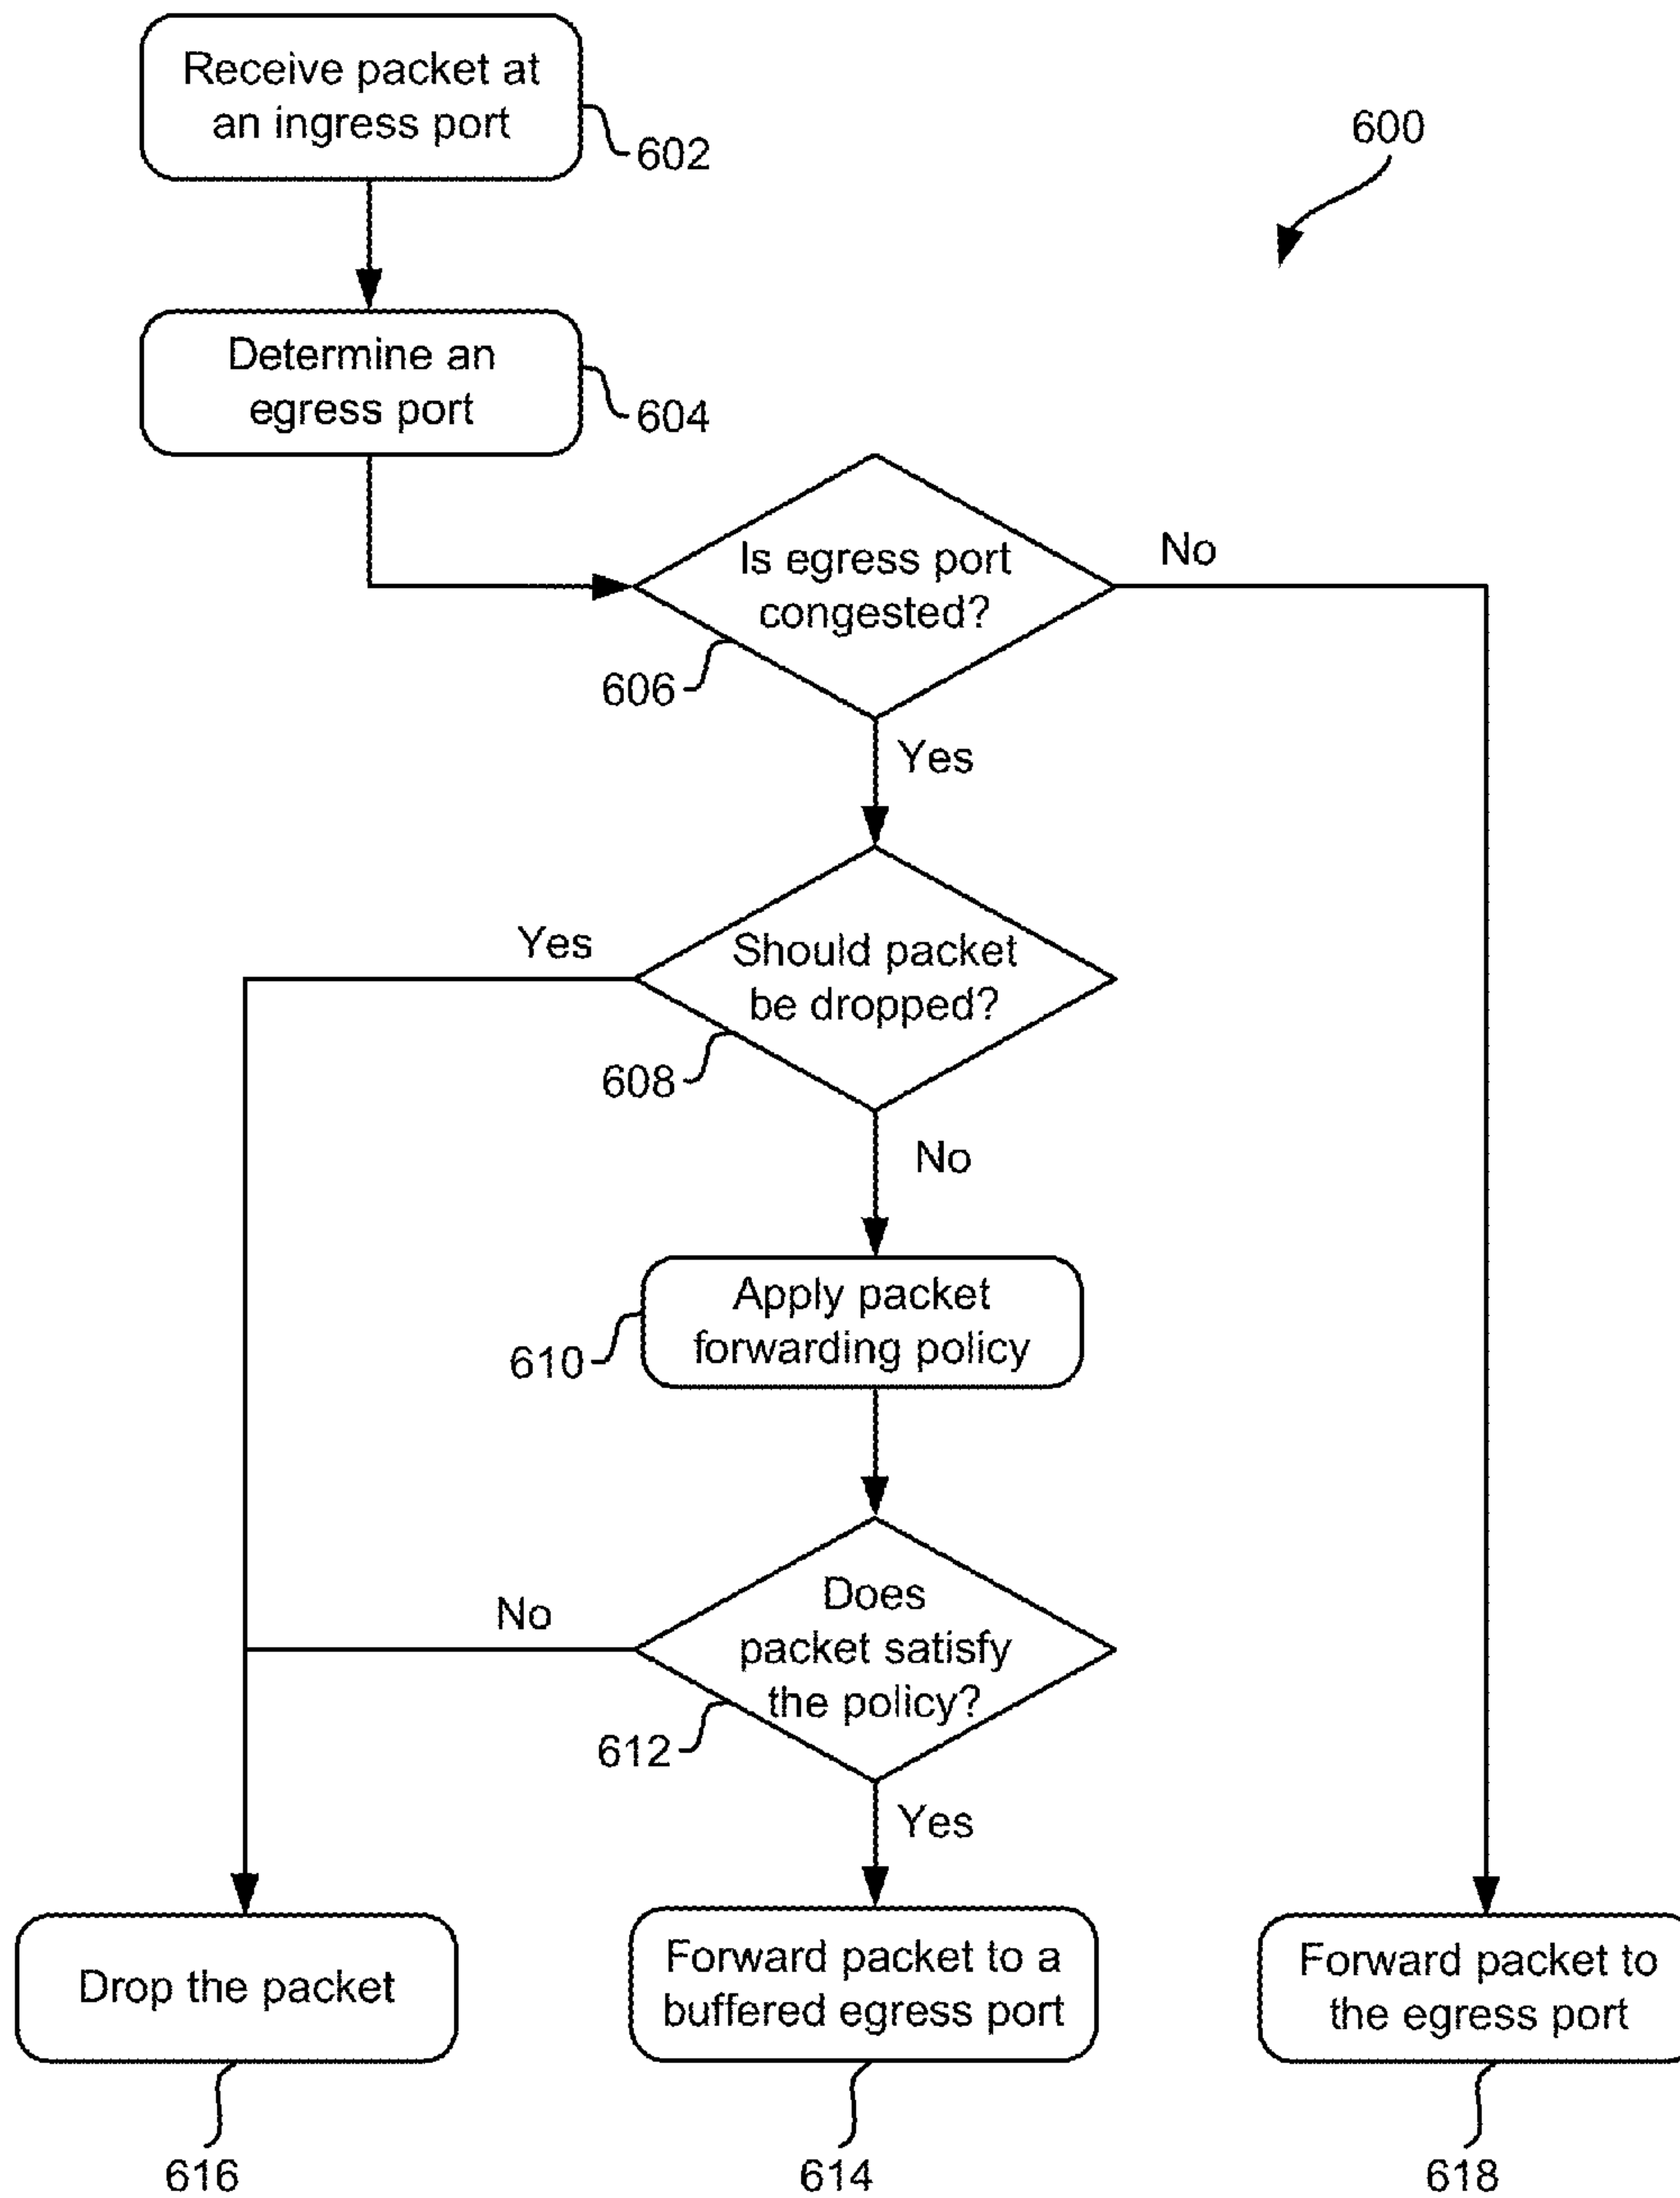 Receive packet at
an ingress port
602
600
Determine an
egress port
604
Is egress port
congested?
606
No
Yes
Should packet
be dropped?
608
Yes
No
Apply packet
forwarding policy
610
Does
packet satisfy
the policy?
612
No
Yes
Drop the packet
616
Forward packet to a
buffered egress port
614
Forward packet to
the egress port
618